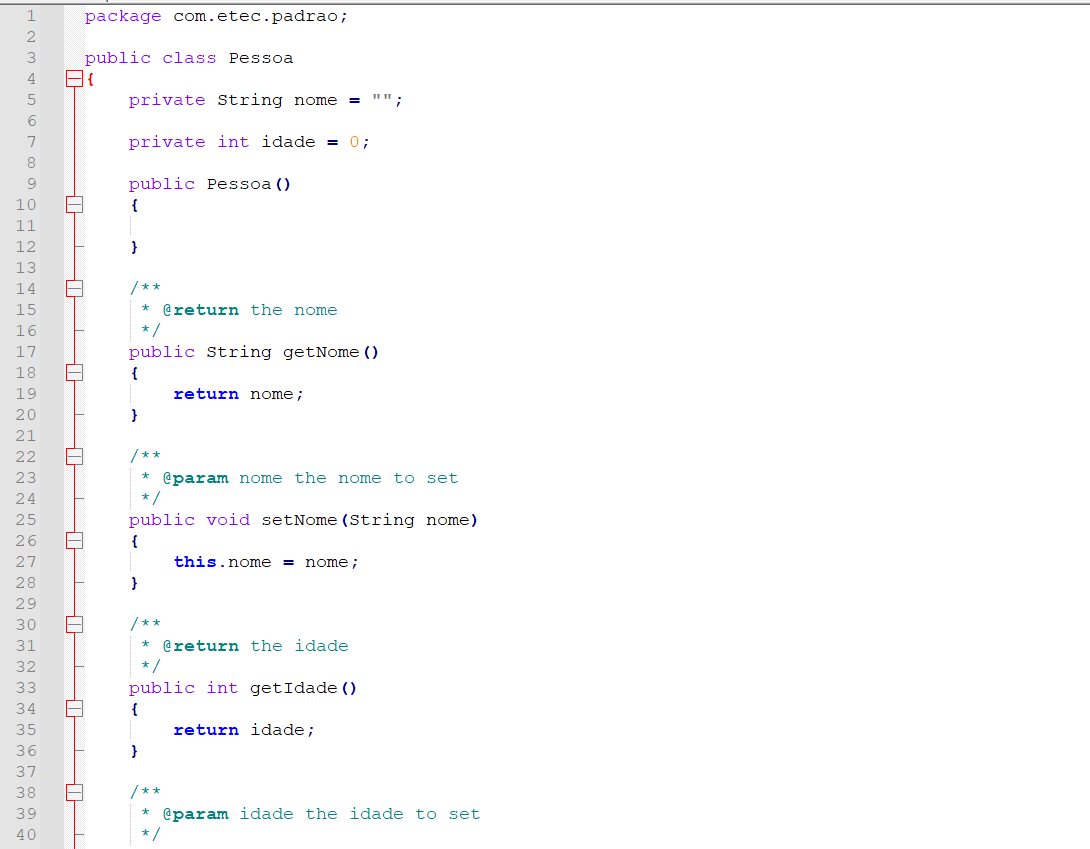 1 package com.etec.padrao;
2
3 public class Pessoa
4 {
5     private String nome = "";
6
7     private int idade = 0;
8
9     public Pessoa()
10     {
11
12     }
13
14     /**
15      * @return the nome
16      */
17     public String getNome()
18     {
19         return nome;
20     }
21
22     /**
23      * @param nome the nome to set
24      */
25     public void setNome(String nome)
26     {
27         this.nome = nome;
28     }
29
30     /**
31      * @return the idade
32      */
33     public int getIdade()
34     {
35         return idade;
36     }
37
38     /**
39      * @param idade the idade to set
40      */